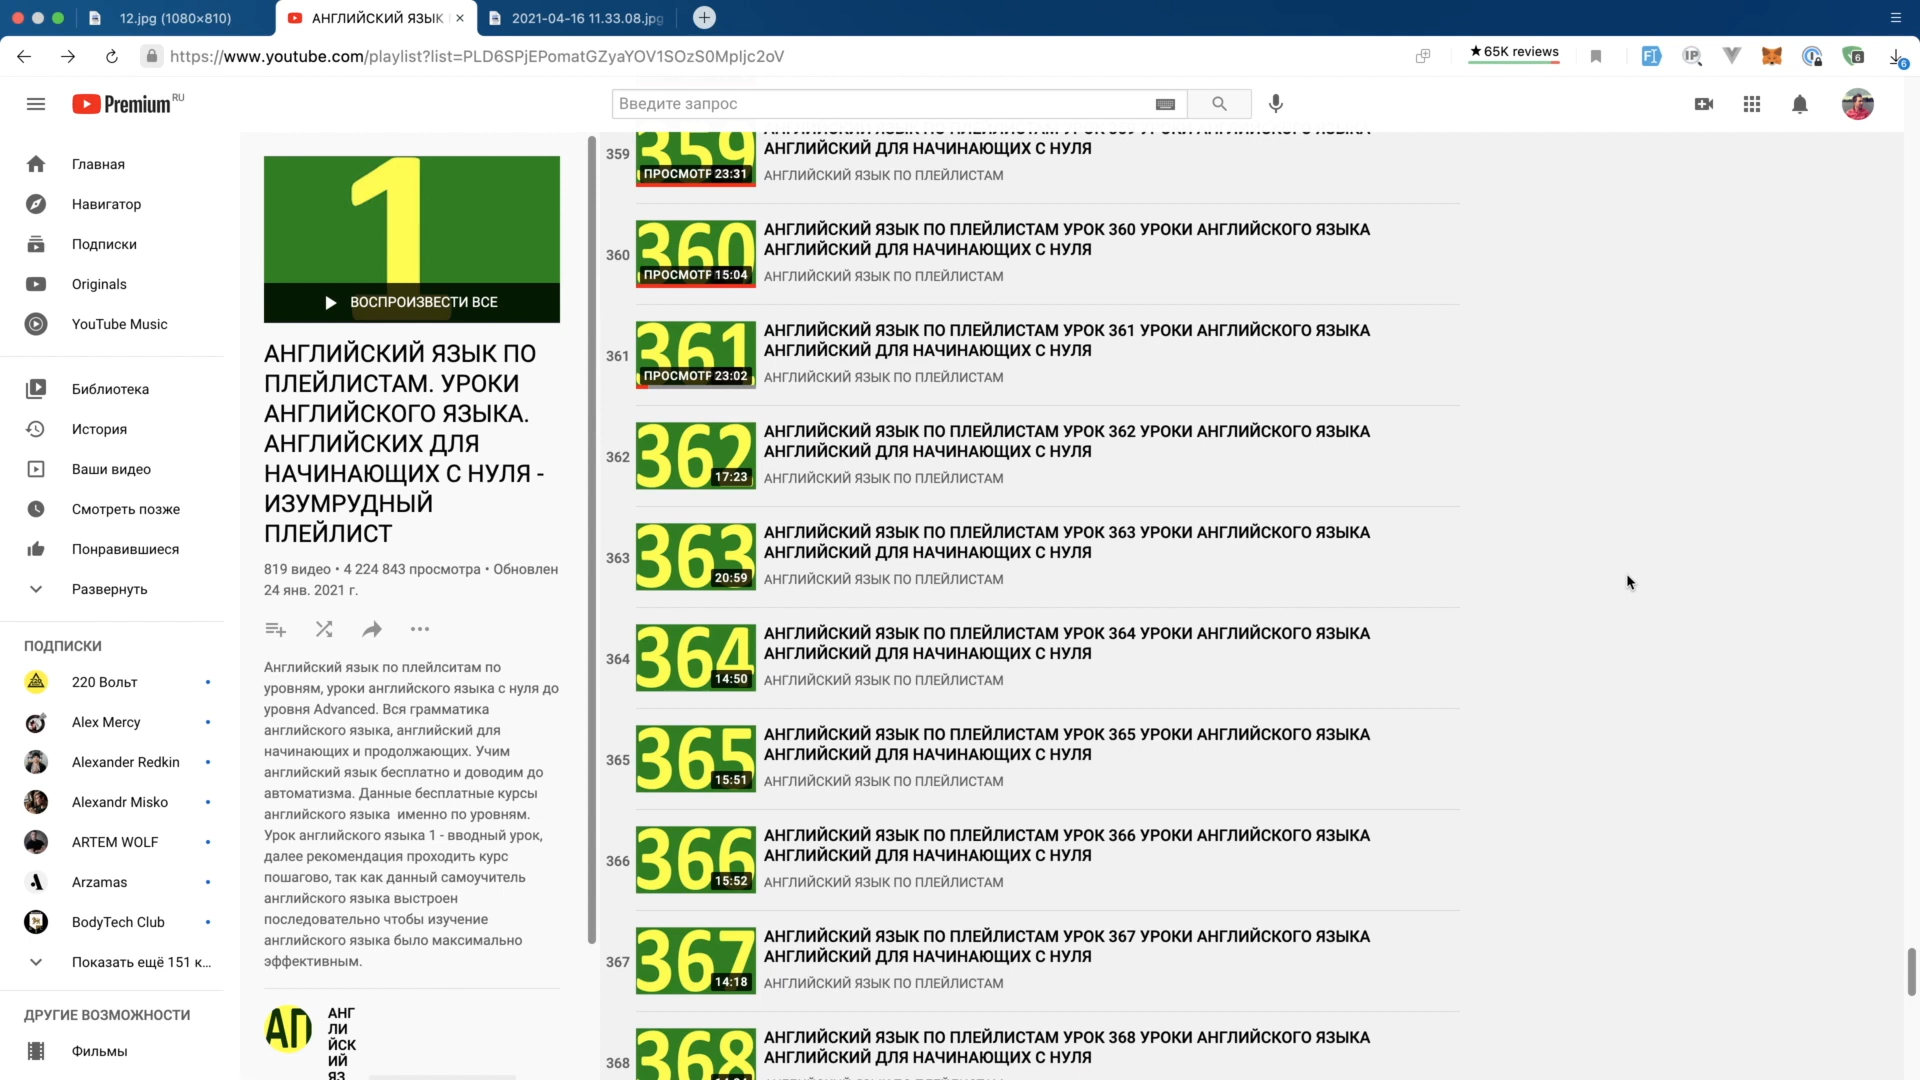 12.jpg (1080×810)
АНГЛИЙСКИЙ ЯЗЫК
2021-04-16 11.33.08.jpg
https://www.youtube.com/playlist?list=PLD6SPjEPomatGZyaYOV1SOzS0MpIjc2oV
★65K reviews
Premium RU
Введите запрос
Главная
Навигатор
Подписки
Originals
YouTube Music
Библиотека
История
Ваши видео
Смотреть позже
Понравившиеся
Развернуть
ПОДПИСКИ
220 Вольт
Alex Mercy
Alexander Redkin
Alexandr Misko
ARTEM WOLF
Arzamas
BodyTech Club
Показать ещё 151 к...
ДРУГИЕ ВОЗМОЖНОСТИ
Фильмы
1
ВОСПРОИЗВЕСТИ ВСЕ
АНГЛИЙСКИЙ ЯЗЫК ПО
ПЛЕЙЛИСТАМ. УРОКИ
АНГЛИЙСКОГО ЯЗЫКА.
АНГЛИЙСКИХ ДЛЯ
НАЧИНАЮЩИХ С НУЛЯ -
ИЗУМРУДНЫЙ
ПЛЕЙЛИСТ
819 видео • 4 224 843 просмотра • Обновлен
24 янв. 2021 г.
Английский язык по плейлситам по
уровням, уроки английского языка с нуля до
уровня Advanced. Вся грамматика
английского языка, английский для
начинающих и продолжающих. Учим
английский язык бесплатно и доводим до
автоматизма. Данные бесплатные курсы
английского языка именно по уровням.
Урок английского языка 1 - вводный урок,
далее рекомендация проходить курс
пошагово, так как данный самоучитель
английского языка выстроен
последовательно чтобы изучение
английского языка было максимально
эффективным.
АП
АНГ
ЛИ
ЙСК
ИЙ
ЯЗ
359
359
ПРОСМОТР 23:31
АНГЛИЙСКИЙ ЯЗЫК ПО ПЛЕЙЛИСТАМ УРОК 359 УРОКИ АНГЛИЙСКОГО ЯЗЫКА
АНГЛИЙСКИЙ ДЛЯ НАЧИНАЮЩИХ С НУЛЯ
АНГЛИЙСКИЙ ЯЗЫК ПО ПЛЕЙЛИСТАМ
360
360
ПРОСМОТР 15:04
АНГЛИЙСКИЙ ЯЗЫК ПО ПЛЕЙЛИСТАМ УРОК 360 УРОКИ АНГЛИЙСКОГО ЯЗЫКА
АНГЛИЙСКИЙ ДЛЯ НАЧИНАЮЩИХ С НУЛЯ
АНГЛИЙСКИЙ ЯЗЫК ПО ПЛЕЙЛИСТАМ
361
361
ПРОСМОТР 23:02
АНГЛИЙСКИЙ ЯЗЫК ПО ПЛЕЙЛИСТАМ УРОК 361 УРОКИ АНГЛИЙСКОГО ЯЗЫКА
АНГЛИЙСКИЙ ДЛЯ НАЧИНАЮЩИХ С НУЛЯ
АНГЛИЙСКИЙ ЯЗЫК ПО ПЛЕЙЛИСТАМ
362
362
17:23
АНГЛИЙСКИЙ ЯЗЫК ПО ПЛЕЙЛИСТАМ УРОК 362 УРОКИ АНГЛИЙСКОГО ЯЗЫКА
АНГЛИЙСКИЙ ДЛЯ НАЧИНАЮЩИХ С НУЛЯ
АНГЛИЙСКИЙ ЯЗЫК ПО ПЛЕЙЛИСТАМ
363
363
20:59
АНГЛИЙСКИЙ ЯЗЫК ПО ПЛЕЙЛИСТАМ УРОК 363 УРОКИ АНГЛИЙСКОГО ЯЗЫКА
АНГЛИЙСКИЙ ДЛЯ НАЧИНАЮЩИХ С НУЛЯ
АНГЛИЙСКИЙ ЯЗЫК ПО ПЛЕЙЛИСТАМ
364
364
14:50
АНГЛИЙСКИЙ ЯЗЫК ПО ПЛЕЙЛИСТАМ УРОК 364 УРОКИ АНГЛИЙСКОГО ЯЗЫКА
АНГЛИЙСКИЙ ДЛЯ НАЧИНАЮЩИХ С НУЛЯ
АНГЛИЙСКИЙ ЯЗЫК ПО ПЛЕЙЛИСТАМ
365
365
15:51
АНГЛИЙСКИЙ ЯЗЫК ПО ПЛЕЙЛИСТАМ УРОК 365 УРОКИ АНГЛИЙСКОГО ЯЗЫКА
АНГЛИЙСКИЙ ДЛЯ НАЧИНАЮЩИХ С НУЛЯ
АНГЛИЙСКИЙ ЯЗЫК ПО ПЛЕЙЛИСТАМ
366
366
15:52
АНГЛИЙСКИЙ ЯЗЫК ПО ПЛЕЙЛИСТАМ УРОК 366 УРОКИ АНГЛИЙСКОГО ЯЗЫКА
АНГЛИЙСКИЙ ДЛЯ НАЧИНАЮЩИХ С НУЛЯ
АНГЛИЙСКИЙ ЯЗЫК ПО ПЛЕЙЛИСТАМ
367
367
14:18
АНГЛИЙСКИЙ ЯЗЫК ПО ПЛЕЙЛИСТАМ УРОК 367 УРОКИ АНГЛИЙСКОГО ЯЗЫКА
АНГЛИЙСКИЙ ДЛЯ НАЧИНАЮЩИХ С НУЛЯ
АНГЛИЙСКИЙ ЯЗЫК ПО ПЛЕЙЛИСТАМ
368
368
АНГЛИЙСКИЙ ЯЗЫК ПО ПЛЕЙЛИСТАМ УРОК 368 УРОКИ АНГЛИЙСКОГО ЯЗЫКА
АНГЛИЙСКИЙ ДЛЯ НАЧИНАЮЩИХ С НУЛЯ